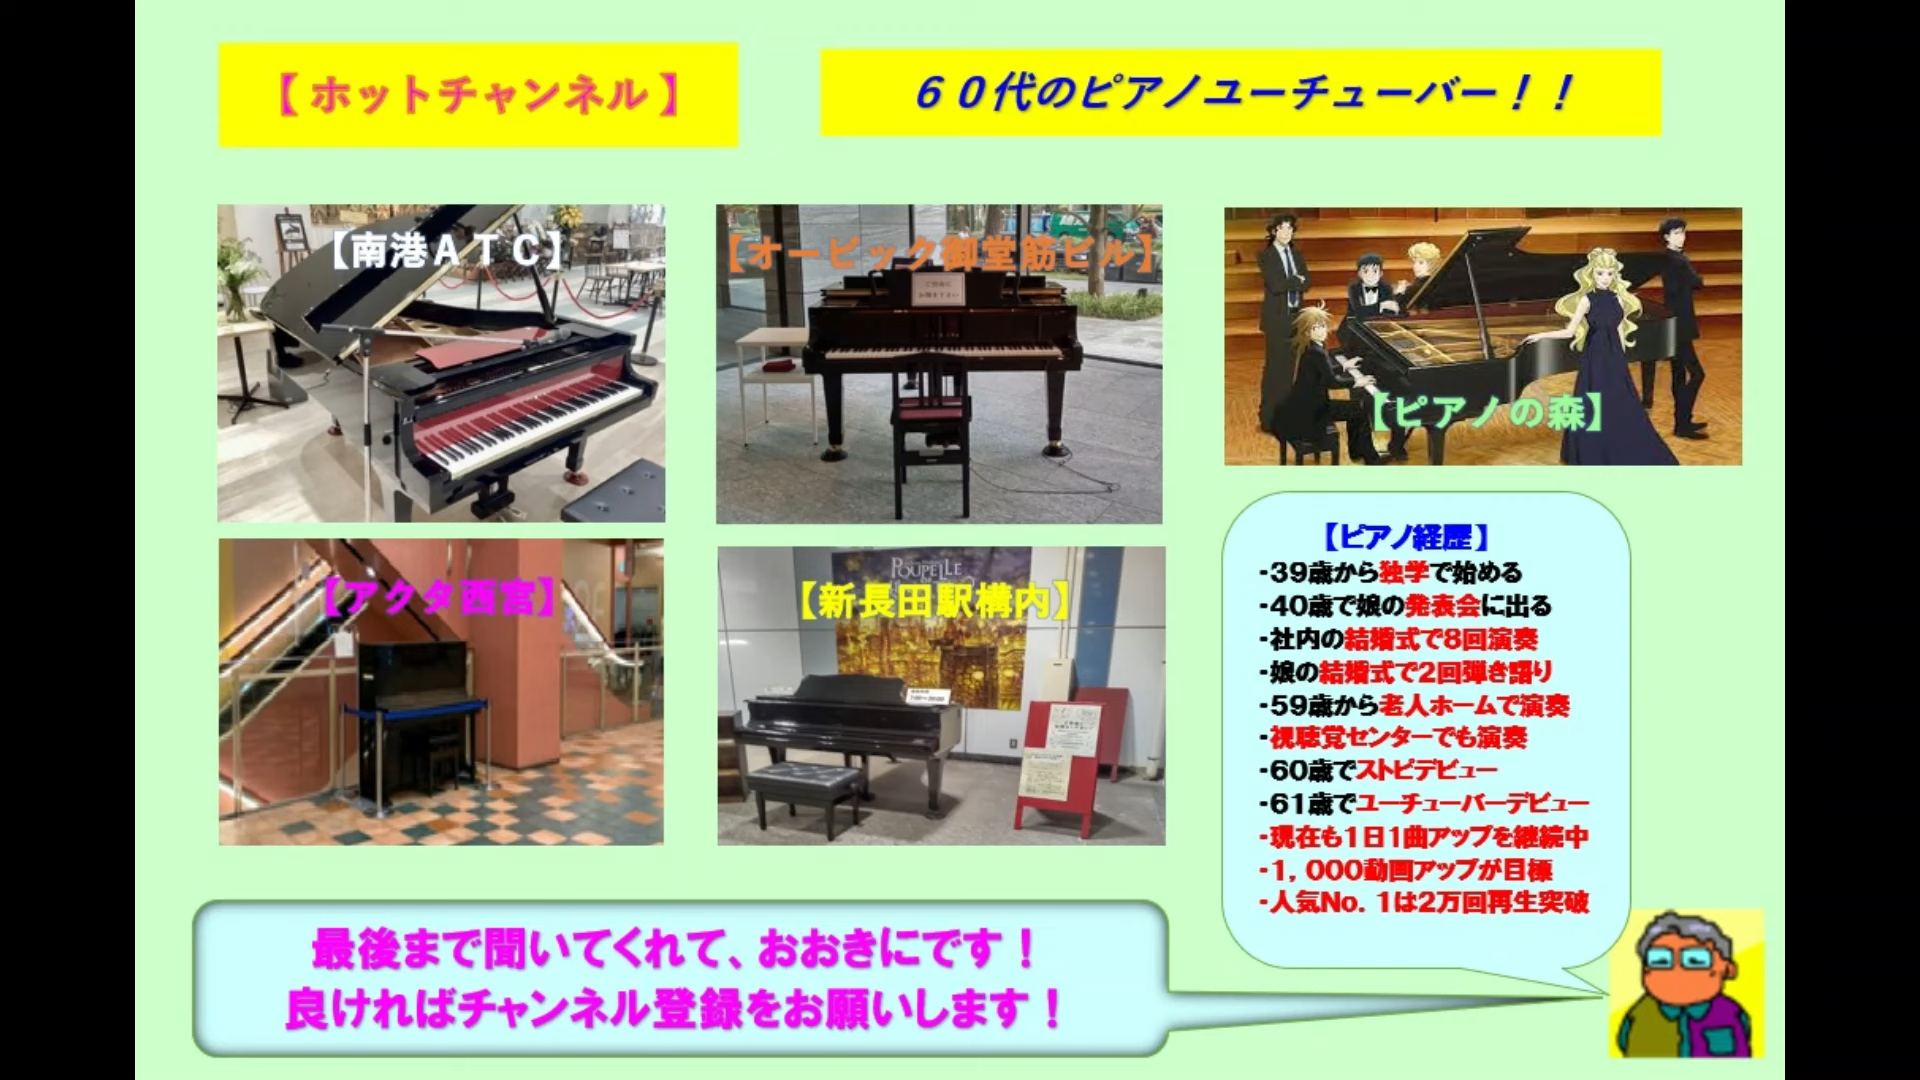 【ホットチャンネル】
６０代のピアノユーチューバー！！
【南港ＡＴＣ】
【オービック御堂筋ビル】
【ピアノの森】
【アクタ西宮】
POUPELLE
【新長田駅構内】
【ピアノ経歴】
・39歳から独学で始める
・40歳で娘の発表会に出る
・社内の結婚式で8回演奏
・娘の結婚式で2回弾き語り
・59歳から老人ホームで演奏
・視聴覚センターでも演奏
・60歳でストピデビュー
・61歳でユーチューバーデビュー
・現在も1日1曲アップを継続中
・1，000動画アップが目標
・人気No．1は2万回再生突破
最後まで聞いてくれて、おおきにです！
良ければチャンネル登録をお願いします！